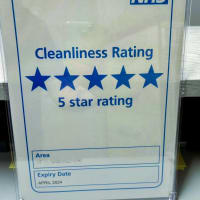 NHS
Cleanliness Rating
5 star rating
Area
Expiry Date
APRIL 2024